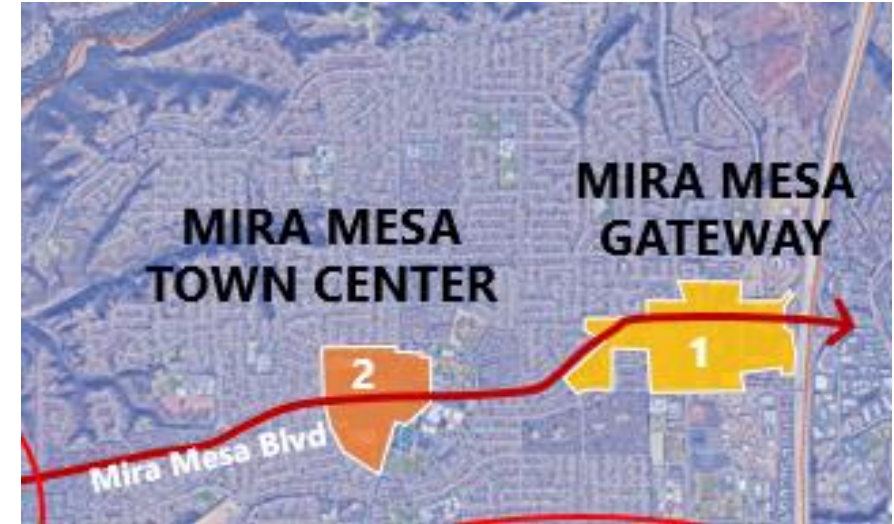 MIRA MESA
GATEWAY
MIRA MESA
TOWN CENTER
1
2
Mira Mesa Blvd